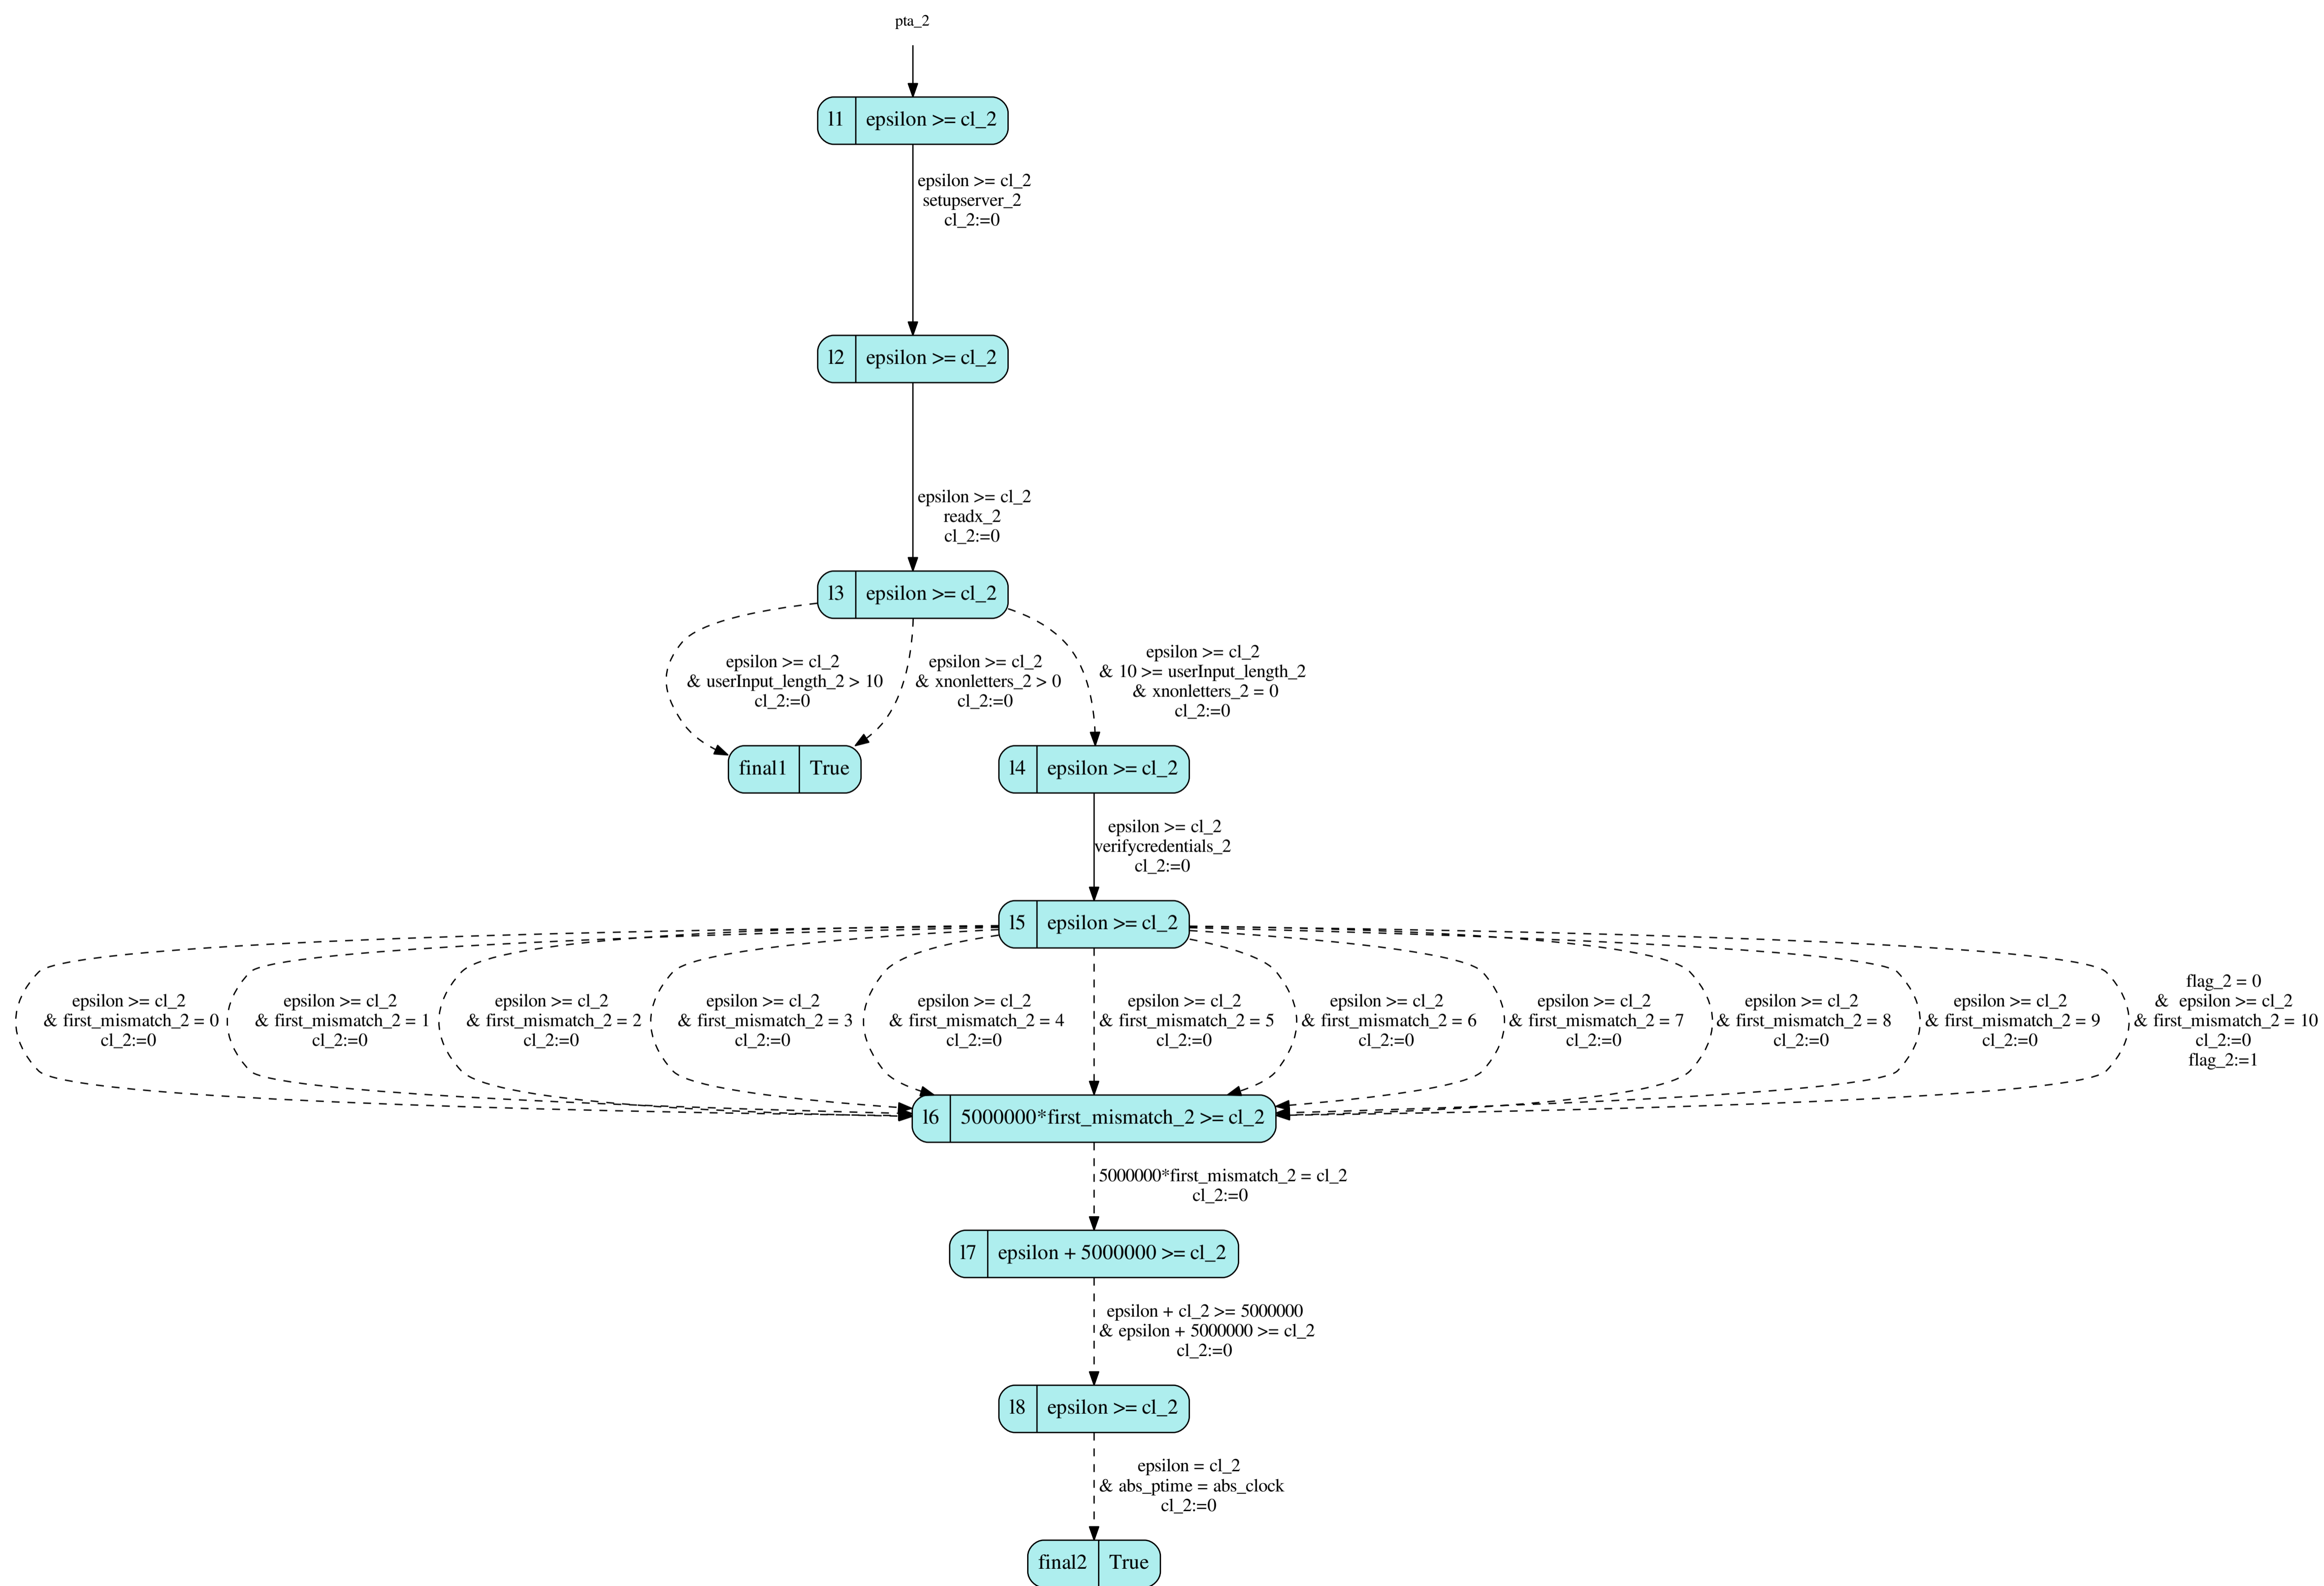 pta_2
l1 epsilon >= cl_2
epsilon >= cl_2
setupserver_2
cl_2:=0
l2 epsilon >= cl_2
epsilon >= cl_2
readx_2
cl_2:=0
l3 epsilon >= cl_2
epsilon >= cl_2
& userInput_length_2 > 10
cl_2:=0
epsilon >= cl_2
& xnonletters_2 > 0
cl_2:=0
epsilon >= cl_2
& 10 >= userInput_length_2
& xnonletters_2 = 0
cl_2:=0
final1 True
l4 epsilon >= cl_2
epsilon >= cl_2
verifycredentials_2
cl_2:=0
l5 epsilon >= cl_2
epsilon >= cl_2
& first_mismatch_2 = 0
cl_2:=0
epsilon >= cl_2
& first_mismatch_2 = 1
cl_2:=0
epsilon >= cl_2
& first_mismatch_2 = 2
cl_2:=0
epsilon >= cl_2
& first_mismatch_2 = 3
cl_2:=0
epsilon >= cl_2
& first_mismatch_2 = 4
cl_2:=0
epsilon >= cl_2
& first_mismatch_2 = 5
cl_2:=0
epsilon >= cl_2
& first_mismatch_2 = 6
cl_2:=0
epsilon >= cl_2
& first_mismatch_2 = 7
cl_2:=0
epsilon >= cl_2
& first_mismatch_2 = 8
cl_2:=0
epsilon >= cl_2
& first_mismatch_2 = 9
cl_2:=0
flag_2 = 0
& epsilon >= cl_2
& first_mismatch_2 = 10
cl_2:=0
flag_2:=1
l6 5000000*first_mismatch_2 >= cl_2
5000000*first_mismatch_2 = cl_2
cl_2:=0
l7 epsilon + 5000000 >= cl_2
epsilon + cl_2 >= 5000000
& epsilon + 5000000 >= cl_2
cl_2:=0
l8 epsilon >= cl_2
epsilon = cl_2
& abs_ptime = abs_clock
cl_2:=0
final2 True